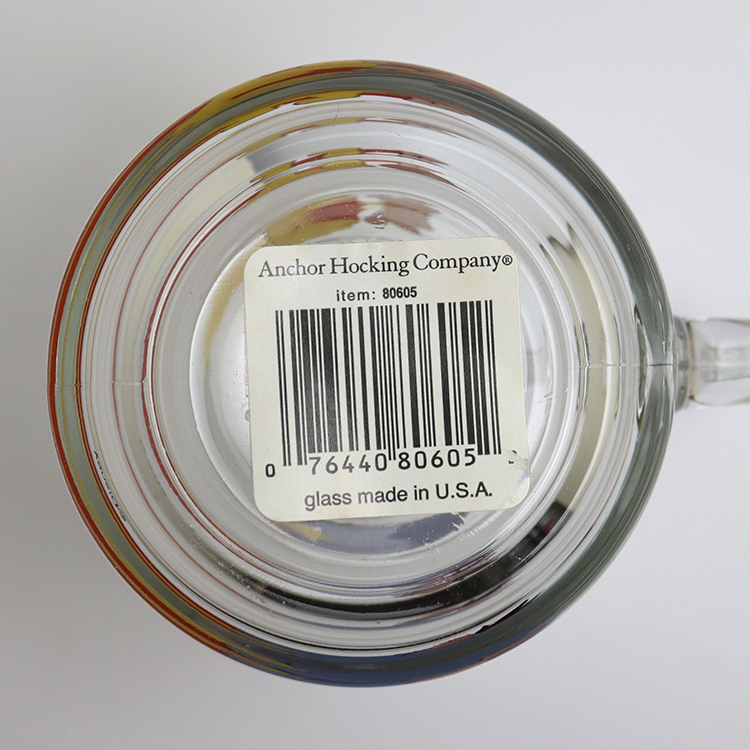 Anchor Hocking Company®
item: 80605
0 76440 80605
glass made in U.S.A.